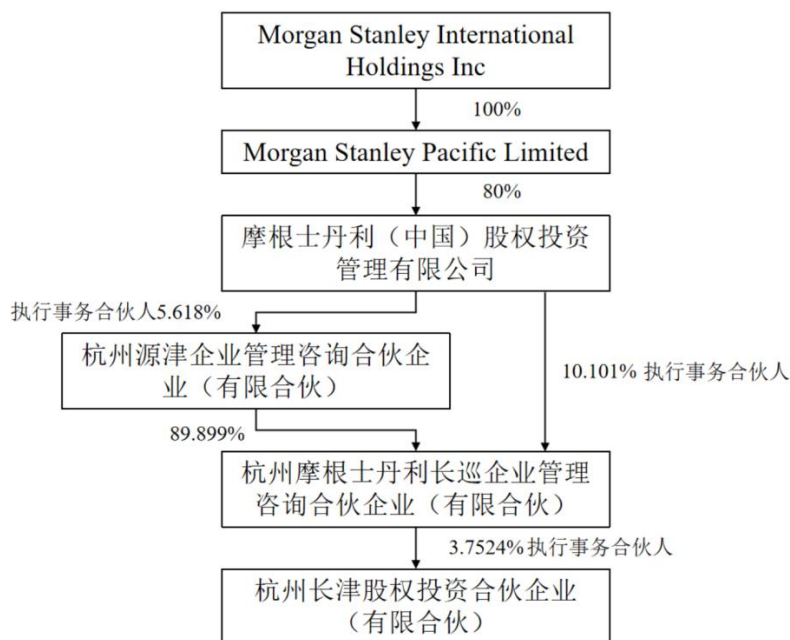 Morgan Stanley International
Holdings Inc
100%
Morgan Stanley Pacific Limited
80%
摩根士丹利（中国）股权投资
管理有限公司
执行事务合伙人5.618%
杭州源津企业管理咨询合伙企
业（有限合伙）
10.101% 执行事务合伙人
89.899%
杭州摩根士丹利长巡企业管理
咨询合伙企业（有限合伙）
3.7524%执行事务合伙人
杭州长津股权投资合伙企业
（有限合伙）